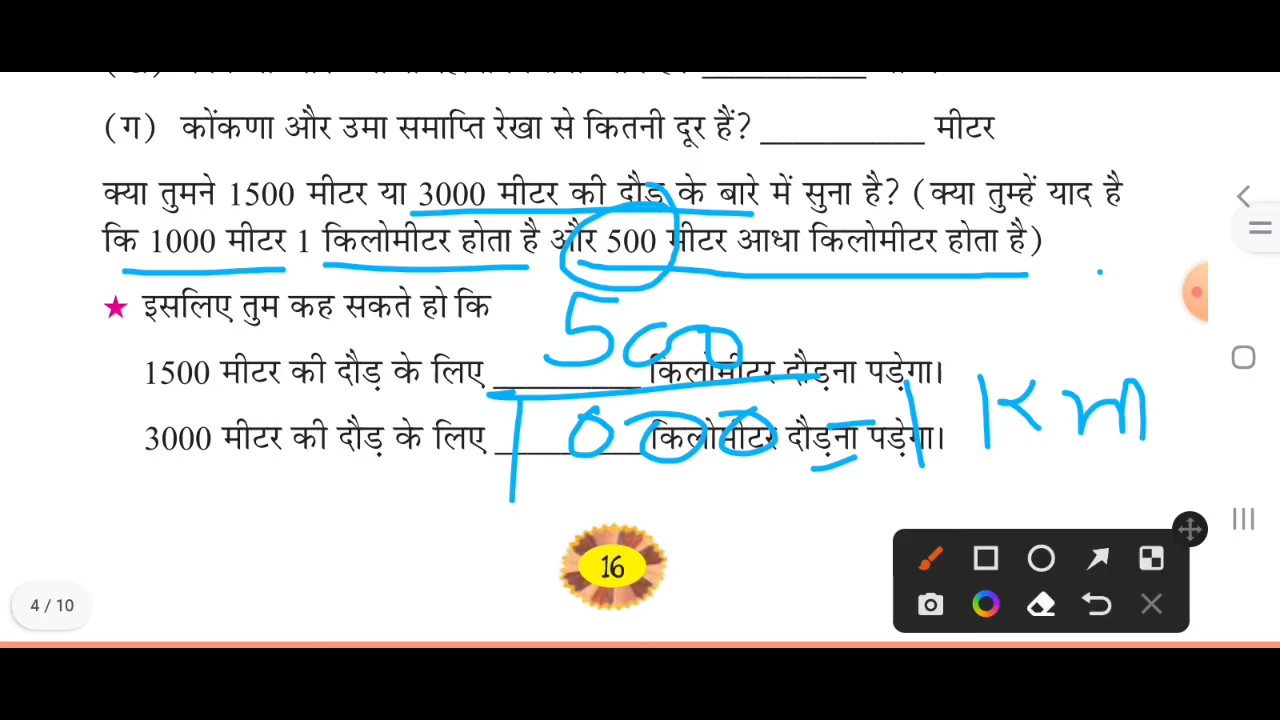 (ग) कोंकणा और उमा समाप्ति रेखा से कितनी दूर हैं? __________ मीटर
क्या तुमने 1500 मीटर या 3000 मीटर की दौड़ के बारे में सुना है? (क्या तुम्हें याद है
कि 1000 मीटर 1 किलोमीटर होता है और 500 मीटर आधा किलोमीटर होता है)
★ इसलिए तुम कह सकते हो कि
500
1500 मीटर की दौड़ के लिए _________ किलोमीटर दौड़ना पड़ेगा।
1000 = 1 Km
3000 मीटर की दौड़ के लिए _________ किलोमीटर दौड़ना पड़ेगा।
16
4 / 10